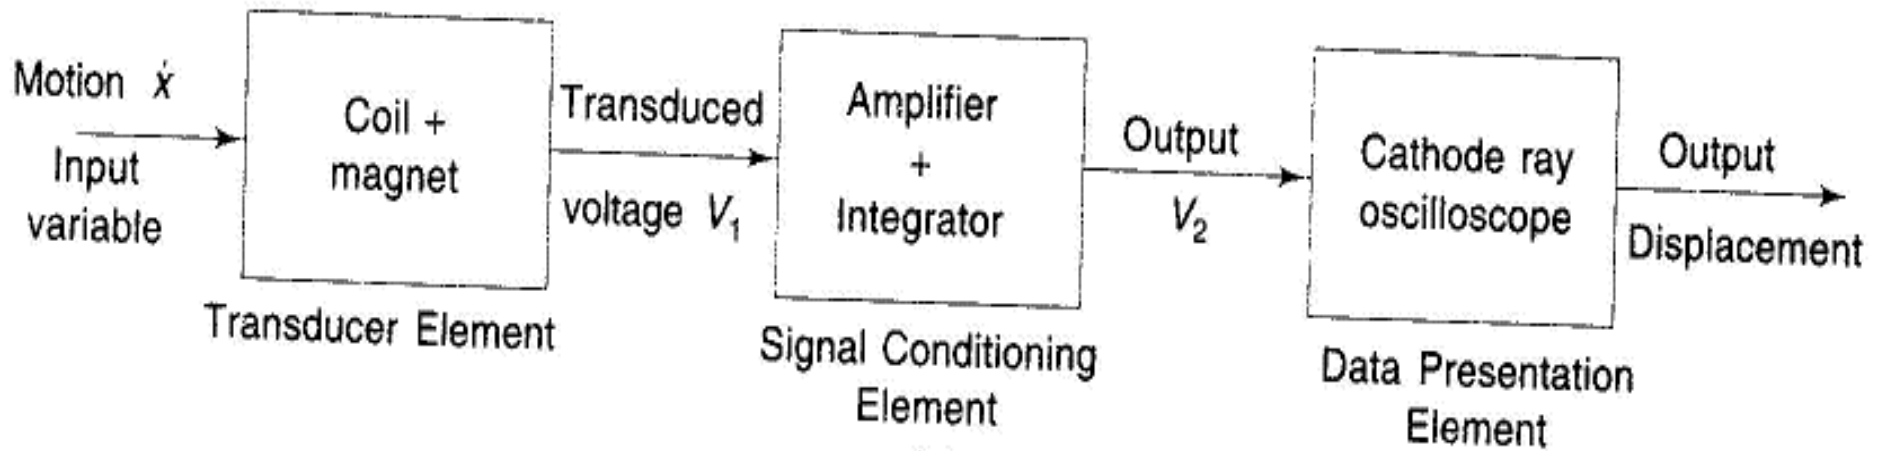 Motion ẋ
Input
variable
Coil +
magnet
Transducer Element
Transduced
voltage V₁
Amplifier
+
Integrator
Signal Conditioning
Element
Output
V₂
Cathode ray
oscilloscope
Data Presentation
Element
Output
Displacement